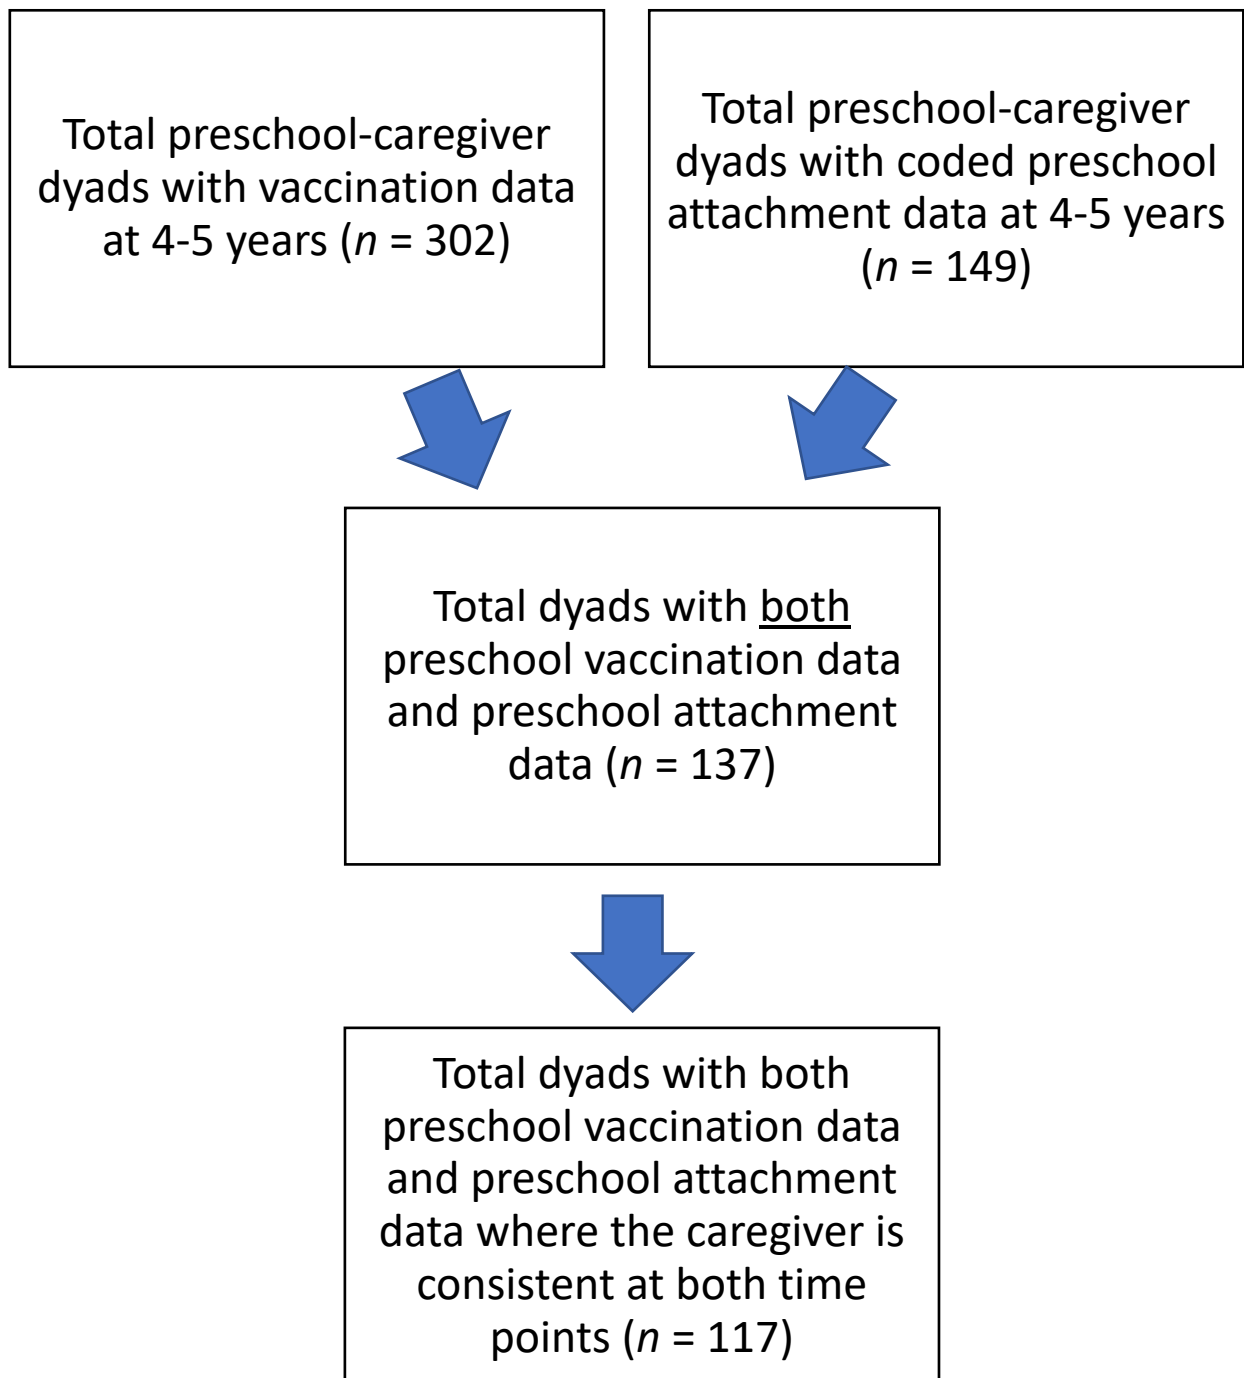 Total preschool-caregiver
dyads with vaccination data
at 4-5 years (n = 302)
Total preschool-caregiver
dyads with coded preschool
attachment data at 4-5 years
(n = 149)
Total dyads with both
preschool vaccination data
and preschool attachment
data (n = 137)
Total dyads with both
preschool vaccination data
and preschool attachment
data where the caregiver is
consistent at both time
points (n = 117)